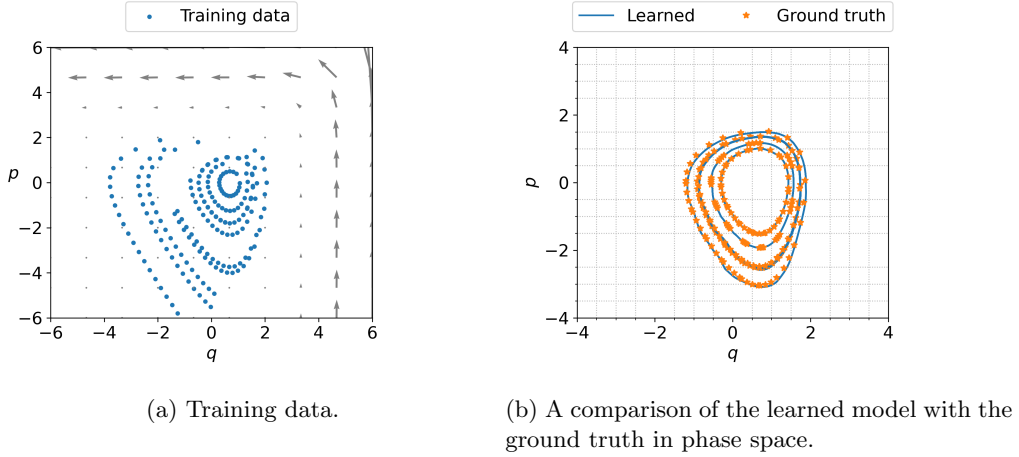 Training data
6
4
2
0
−2
−4
−6
p
−6 −4 −2 0 2 4 6
q
(a) Training data.
Learned Ground truth
4
2
0
−2
−4
p
−4 −2 0 2 4
q
(b) A comparison of the learned model with the
ground truth in phase space.